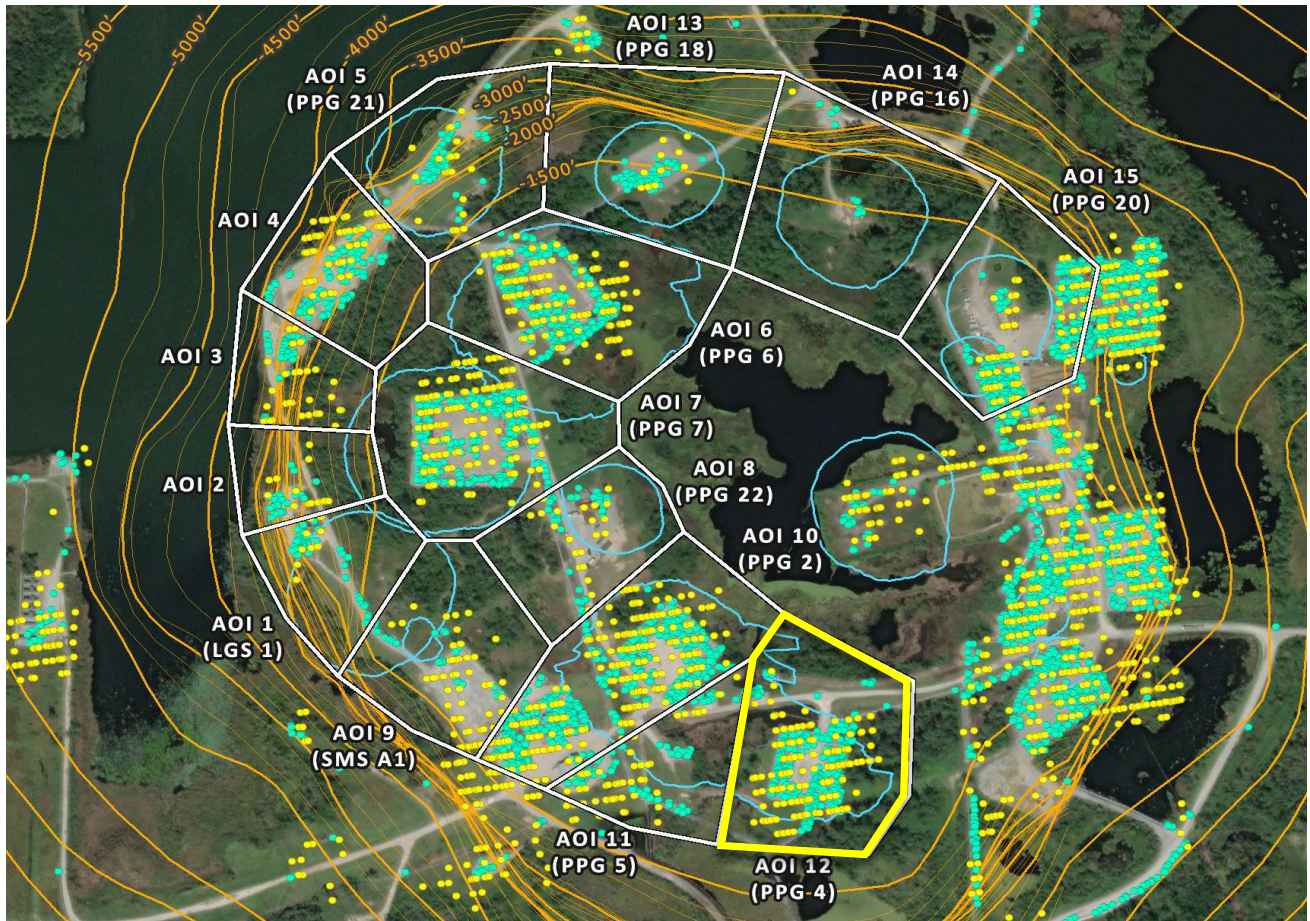 -5500'
-5000'
-4500'
-4000'
-3500'
-3000'
-2500'
-2000'
-1500'
AOI 13
(PPG 18)
AOI 5
(PPG 21)
AOI 14
(PPG 16)
AOI 15
(PPG 20)
AOI 4
AOI 3
AOI 6
(PPG 6)
AOI 7
(PPG 7)
AOI 8
(PPG 22)
AOI 2
AOI 10
(PPG 2)
AOI 1
(LGS 1)
AOI 9
(SMS A1)
AOI 11
(PPG 5)
AOI 12
(PPG 4)